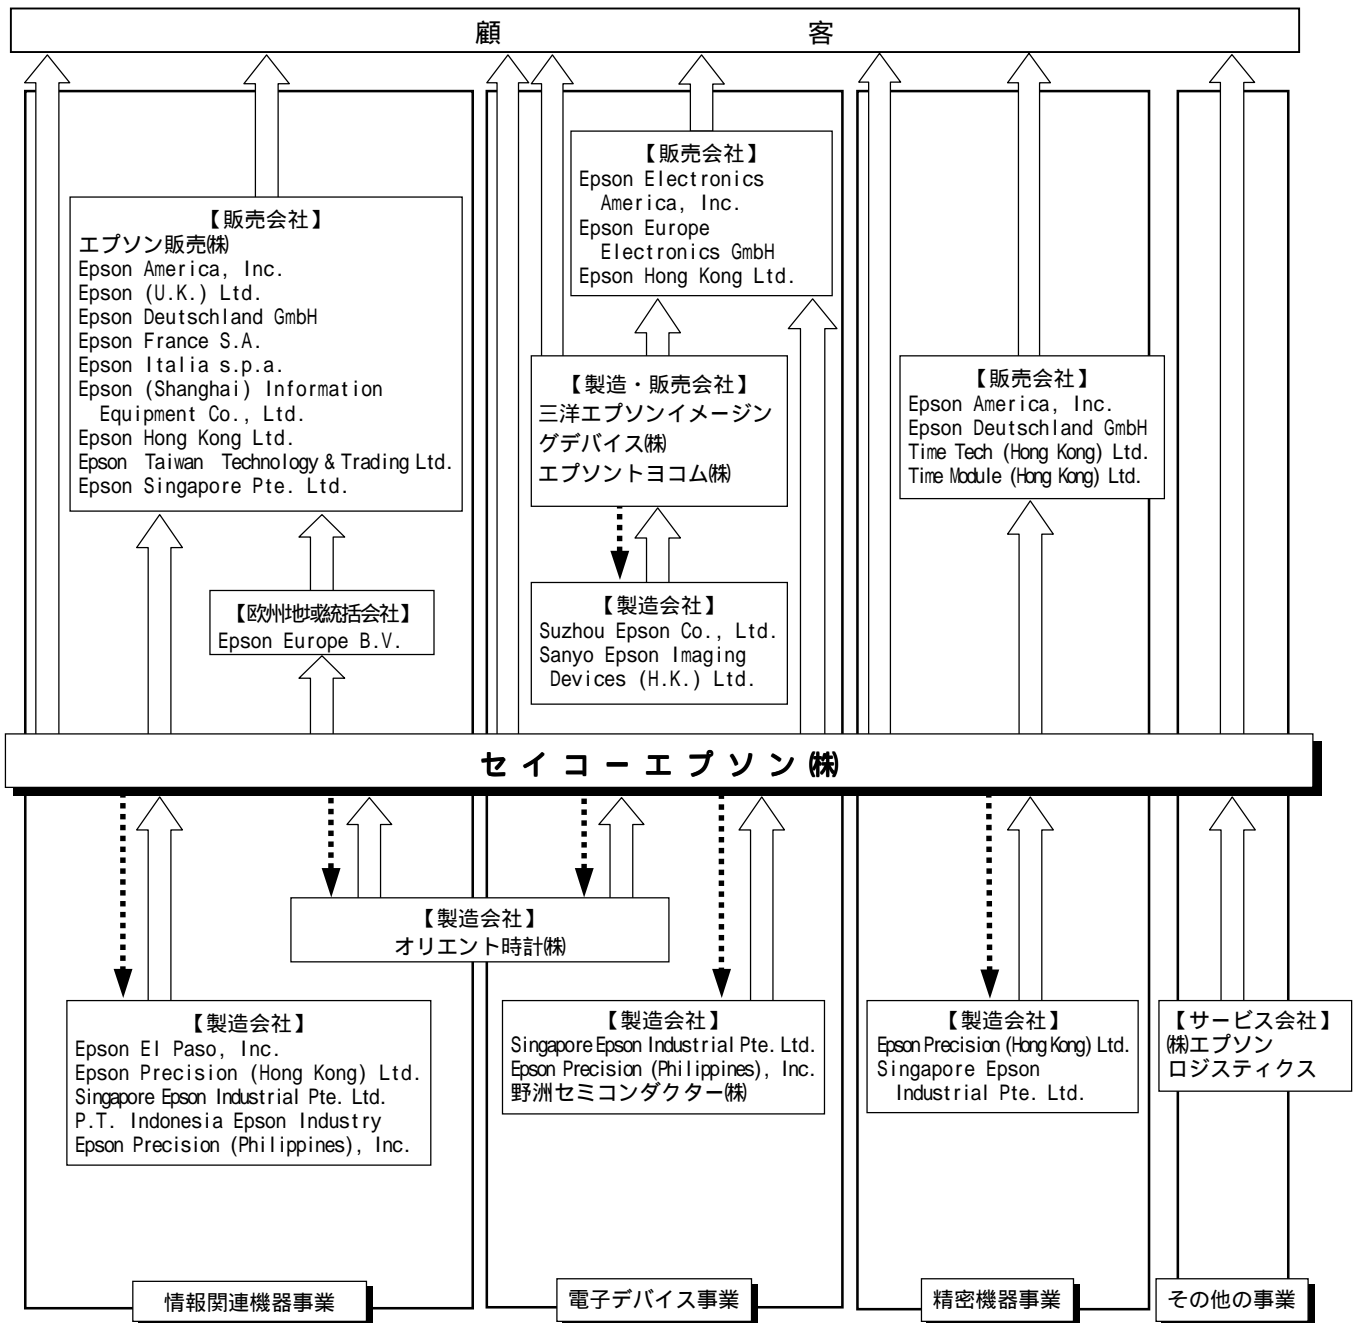 顧客
【販売会社】
エプソン販売㈱
Epson America, Inc.
Epson (U.K.) Ltd.
Epson Deutschland GmbH
Epson France S.A.
Epson Italia s.p.a.
Epson (Shanghai) Information
Equipment Co., Ltd.
Epson Hong Kong Ltd.
Epson Taiwan Technology & Trading Ltd.
Epson Singapore Pte. Ltd.
【欧州地域統括会社】
Epson Europe B.V.
【販売会社】
Epson Electronics
America, Inc.
Epson Europe
Electronics GmbH
Epson Hong Kong Ltd.
【製造・販売会社】
三洋エプソンイメージン
グデバイス㈱
エプソントヨコム㈱
【製造会社】
Suzhou Epson Co., Ltd.
Sanyo Epson Imaging
Devices (H.K.) Ltd.
【販売会社】
Epson America, Inc.
Epson Deutschland GmbH
Time Tech (Hong Kong) Ltd.
Time Module (Hong Kong) Ltd.
セイコーエプソン㈱
【製造会社】
オリエント時計㈱
【製造会社】
Epson El Paso, Inc.
Epson Precision (Hong Kong) Ltd.
Singapore Epson Industrial Pte. Ltd.
P.T. Indonesia Epson Industry
Epson Precision (Philippines), Inc.
【製造会社】
Singapore Epson Industrial Pte. Ltd.
Epson Precision (Philippines), Inc.
野洲セミコンダクター㈱
【製造会社】
Epson Precision (Hong Kong) Ltd.
Singapore Epson
Industrial Pte. Ltd.
【サービス会社】
㈱エプソン
ロジスティクス
情報関連機器事業
電子デバイス事業
精密機器事業
その他の事業